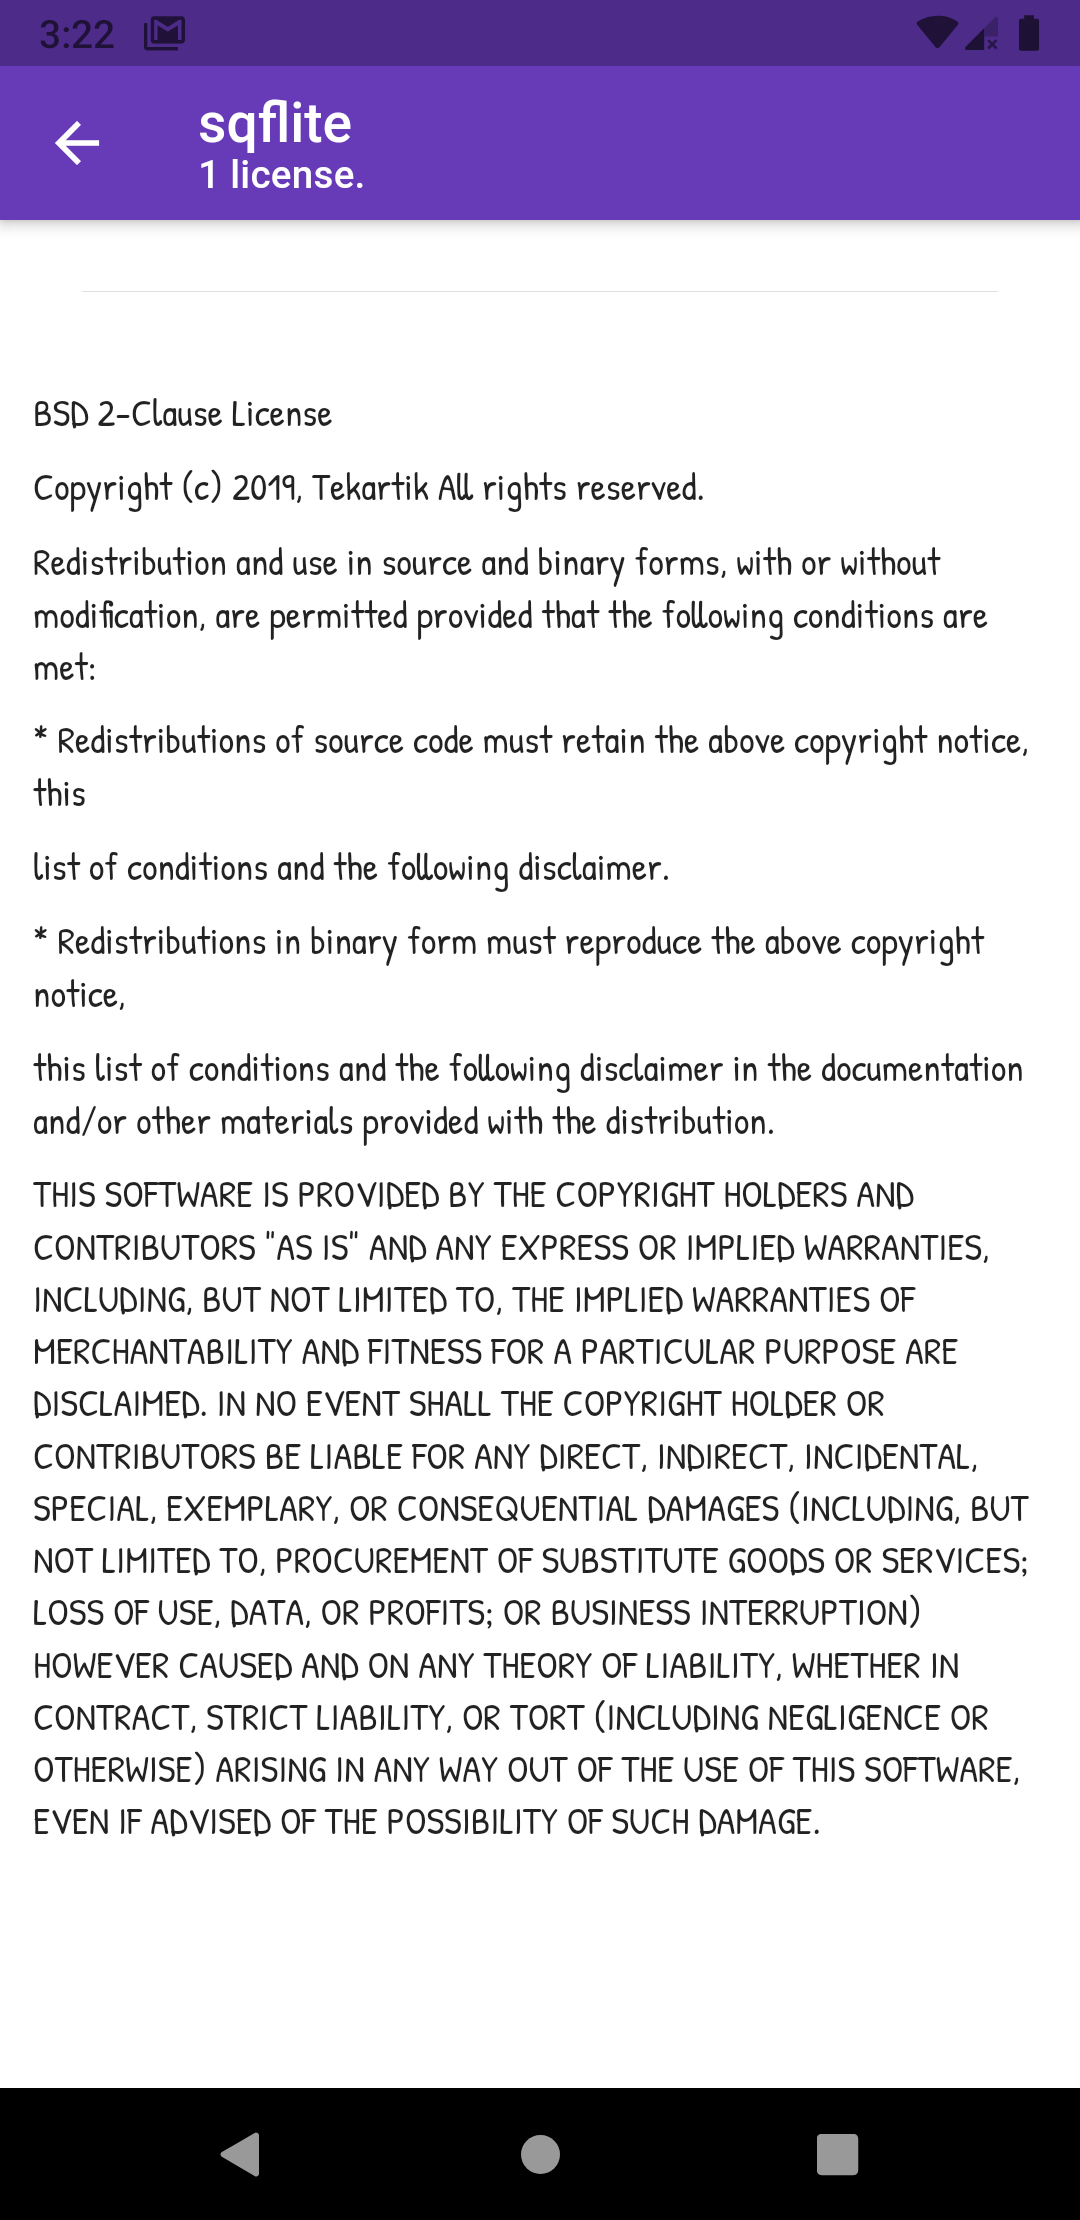 3:22
sqflite
1 license.
BSD 2-Clause License
Copyright (c) 2019, Tekartik All rights reserved.
Redistribution and use in source and binary forms, with or without
modification, are permitted provided that the following conditions are
met:
* Redistributions of source code must retain the above copyright notice,
this
list of conditions and the following disclaimer.
* Redistributions in binary form must reproduce the above copyright
notice,
this list of conditions and the following disclaimer in the documentation
and/or other materials provided with the distribution.
THIS SOFTWARE IS PROVIDED BY THE COPYRIGHT HOLDERS AND
CONTRIBUTORS "AS IS" AND ANY EXPRESS OR IMPLIED WARRANTIES,
INCLUDING, BUT NOT LIMITED TO, THE IMPLIED WARRANTIES OF
MERCHANTABILITY AND FITNESS FOR A PARTICULAR PURPOSE ARE
DISCLAIMED. IN NO EVENT SHALL THE COPYRIGHT HOLDER OR
CONTRIBUTORS BE LIABLE FOR ANY DIRECT, INDIRECT, INCIDENTAL,
SPECIAL, EXEMPLARY, OR CONSEQUENTIAL DAMAGES (INCLUDING, BUT
NOT LIMITED TO, PROCUREMENT OF SUBSTITUTE GOODS OR SERVICES;
LOSS OF USE, DATA, OR PROFITS; OR BUSINESS INTERRUPTION)
HOWEVER CAUSED AND ON ANY THEORY OF LIABILITY, WHETHER IN
CONTRACT, STRICT LIABILITY, OR TORT (INCLUDING NEGLIGENCE OR
OTHERWISE) ARISING IN ANY WAY OUT OF THE USE OF THIS SOFTWARE,
EVEN IF ADVISED OF THE POSSIBILITY OF SUCH DAMAGE.